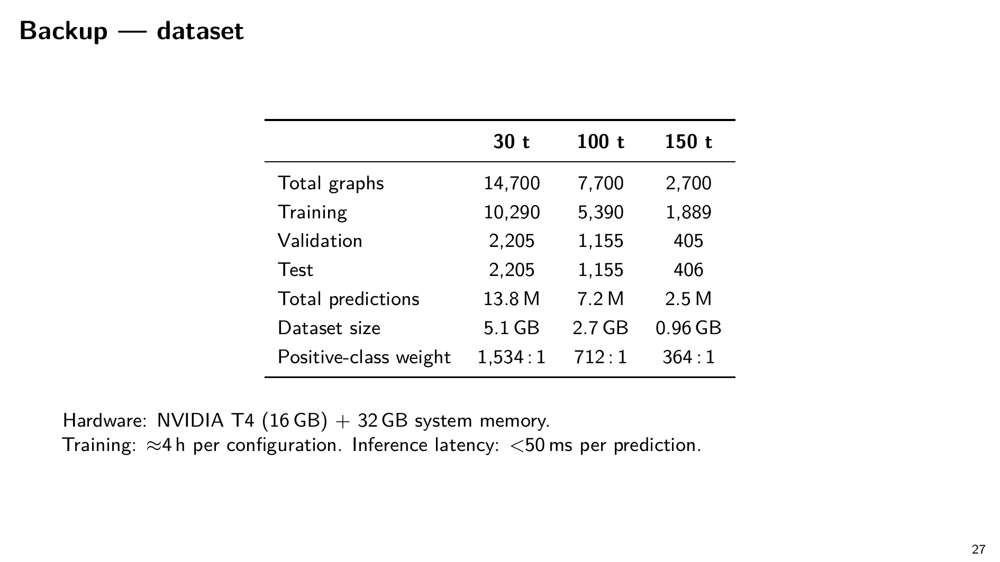 Backup — dataset
30 t 100 t 150 t
Total graphs 14,700 7,700 2,700
Training 10,290 5,390 1,889
Validation 2,205 1,155 405
Test 2,205 1,155 406
Total predictions 13.8 M 7.2 M 2.5 M
Dataset size 5.1 GB 2.7 GB 0.96 GB
Positive-class weight 1,534 : 1 712 : 1 364 : 1
Hardware: NVIDIA T4 (16 GB) + 32 GB system memory.
Training: ≈4 h per configuration. Inference latency: <50 ms per prediction.
27